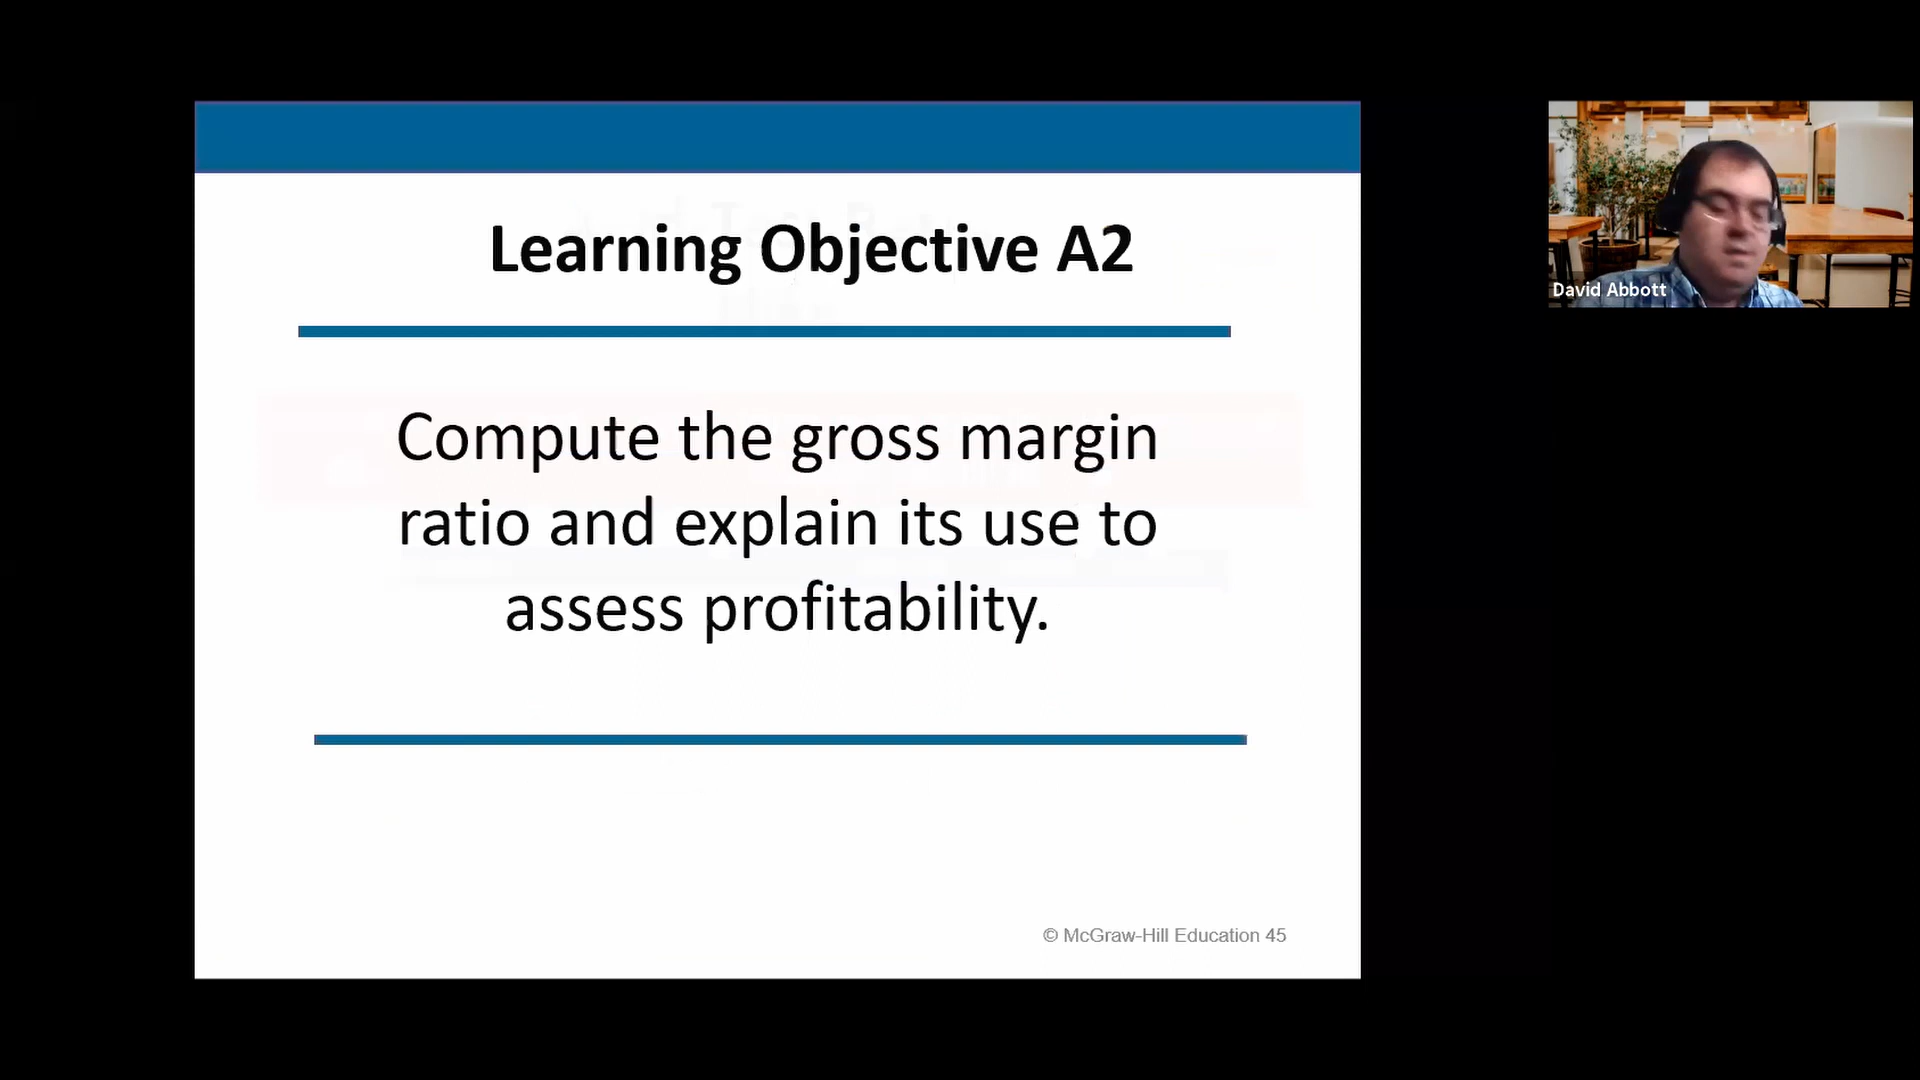 Learning Objective A2
Compute the gross margin
ratio and explain its use to
assess profitability.
© McGraw-Hill Education 45
David Abbott